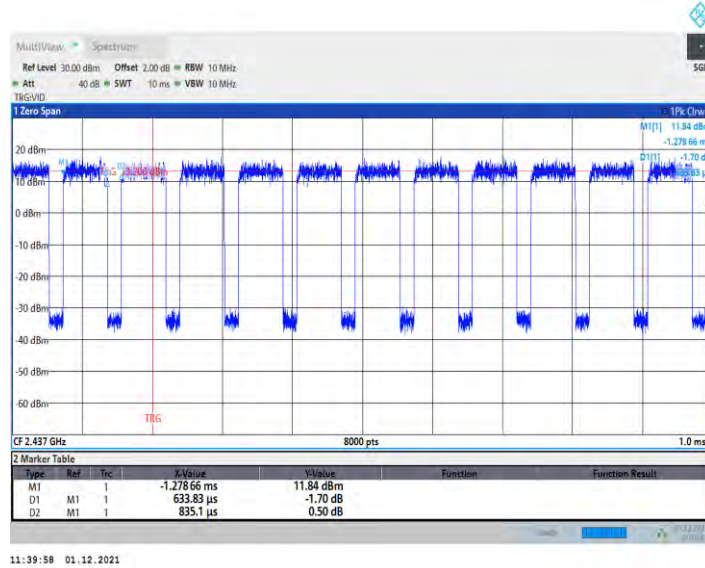 MultiView Spectrum
Ref Level 30.00 dBm Offset 2.00 dB RBW 10 MHz
SGL
Att 40 dB SWT 10 ms VBW 10 MHz
TRG:VID
1 Zero Span 1Pk Clrw
M1[1] 11.84 dBm
-1.278 66 ms
D1[1] -1.70 dB
20 dBm
M1 D2
10 dBm
0 dBm
-10 dBm
-20 dBm
-30 dBm
-40 dBm
-50 dBm
-60 dBm
TRG
CF 2.437 GHz 8000 pts 1.0 ms
2 Marker Table
Type Ref Trc X-Value Y-Value Function Function Result
M1 1 -1.278 66 ms 11.84 dBm
D1 M1 1 633.83 µs -1.70 dB
D2 M1 1 835.1 µs 0.50 dB
11:39:58 01.12.2021